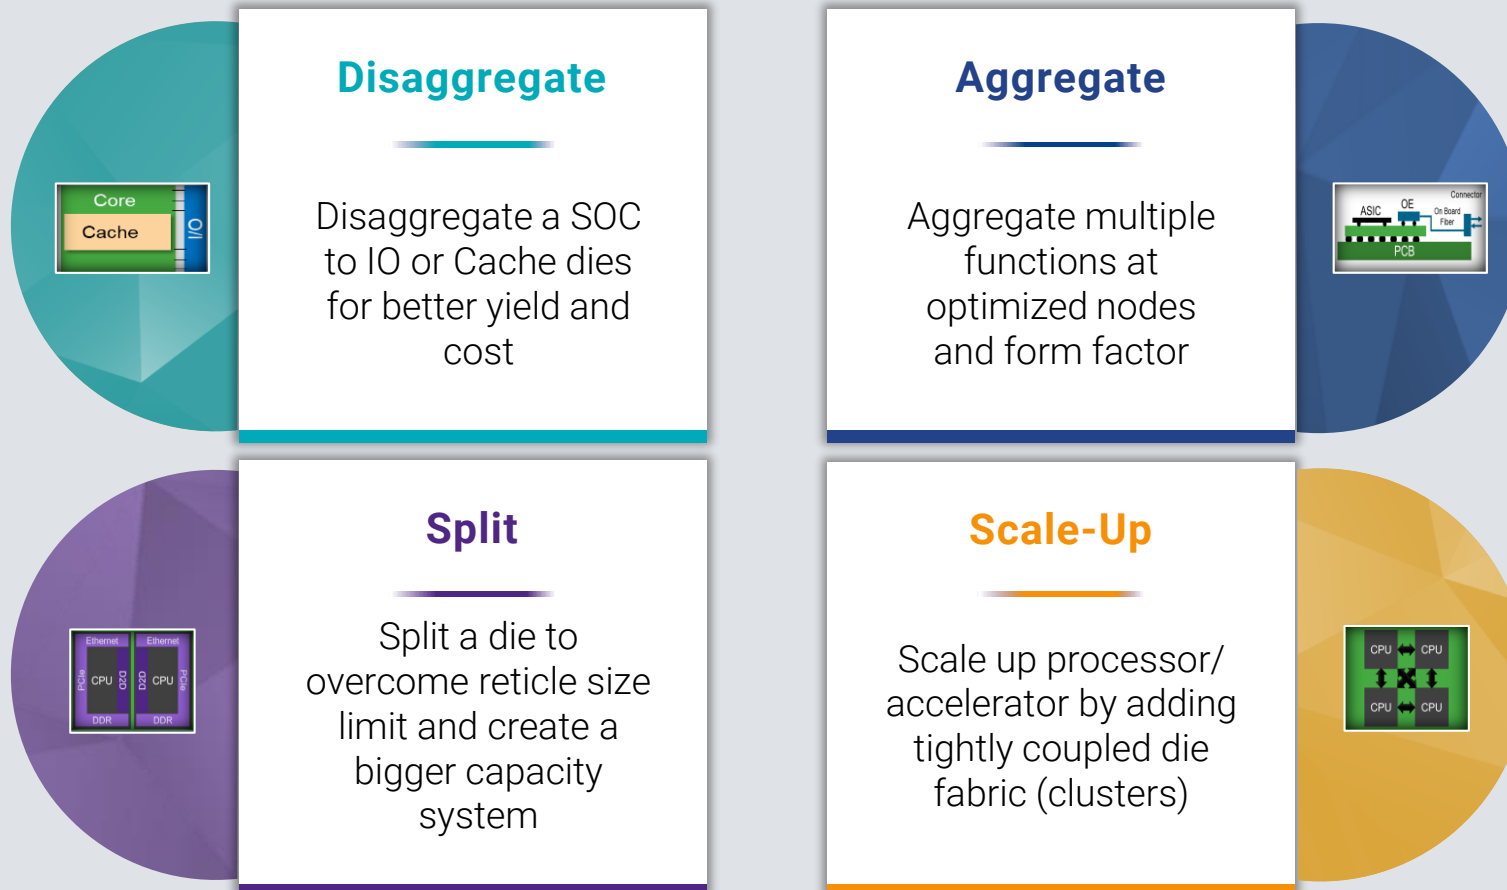 Disaggregate
Disaggregate a SOC
to IO or Cache dies
for better yield and
cost
Core
Cache
I/O
Aggregate
Aggregate multiple
functions at
optimized nodes
and form factor
Connector
ASIC
OE
On Board
Fiber
PCB
Split
Split a die to
overcome reticle size
limit and create a
bigger capacity
system
Ethernet
Ethernet
PCIe
CPU
D2D
D2D
CPU
PCIe
DDR
DDR
Scale-Up
Scale up processor/
accelerator by adding
tightly coupled die
fabric (clusters)
CPU
CPU
CPU
CPU